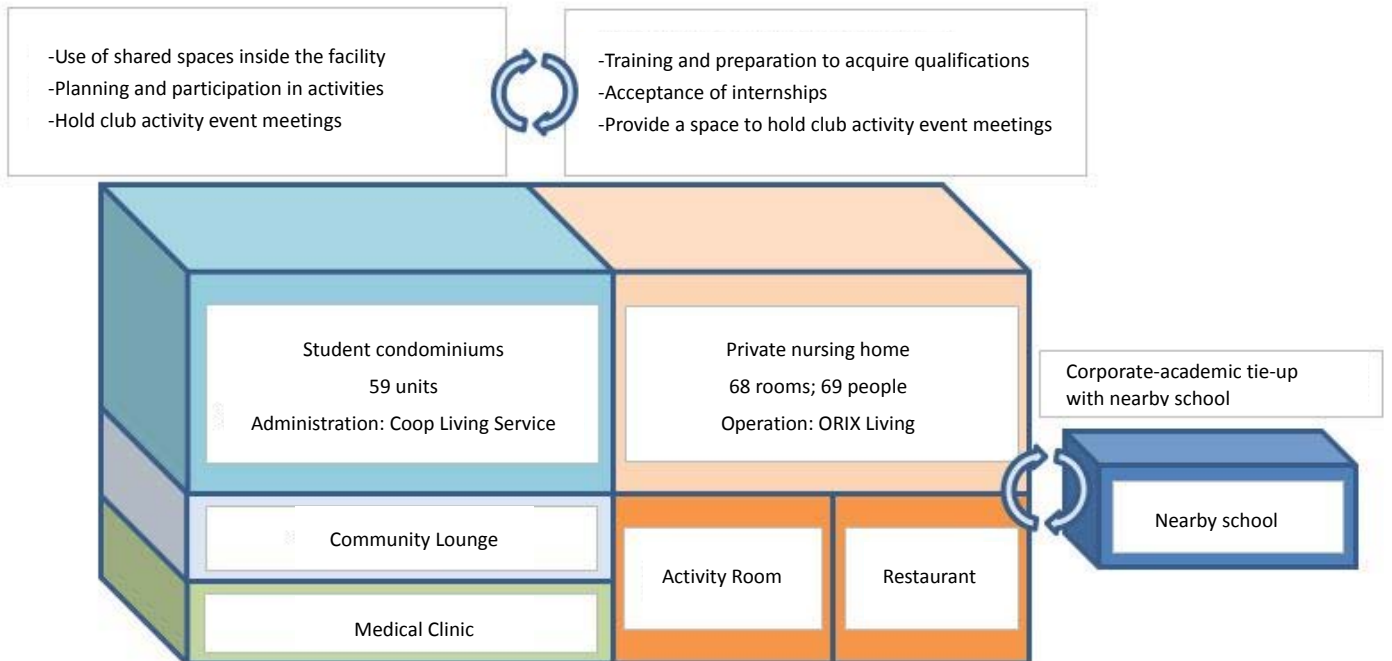 -Use of shared spaces inside the facility
-Planning and participation in activities
-Hold club activity event meetings
-Training and preparation to acquire qualifications
-Acceptance of internships
-Provide a space to hold club activity event meetings
Student condominiums
59 units
Administration: Coop Living Service
Private nursing home
68 rooms; 69 people
Operation: ORIX Living
Corporate-academic tie-up
with nearby school
Nearby school
Community Lounge
Activity Room
Restaurant
Medical Clinic